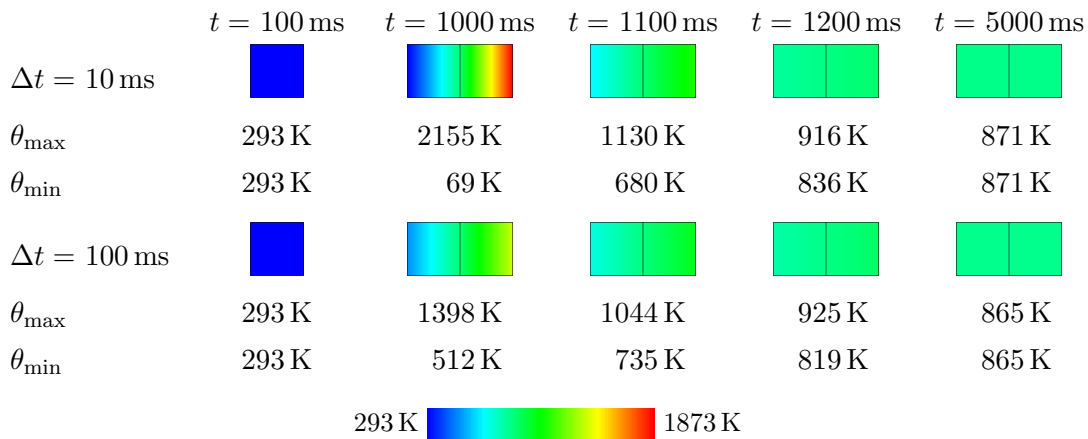 t = 100 ms t = 1000 ms t = 1100 ms t = 1200 ms t = 5000 ms
Δt = 10 ms
θmax 293 K 2155 K 1130 K 916 K 871 K
θmin 293 K 69 K 680 K 836 K 871 K
Δt = 100 ms
θmax 293 K 1398 K 1044 K 925 K 865 K
θmin 293 K 512 K 735 K 819 K 865 K
293 K 1873 K